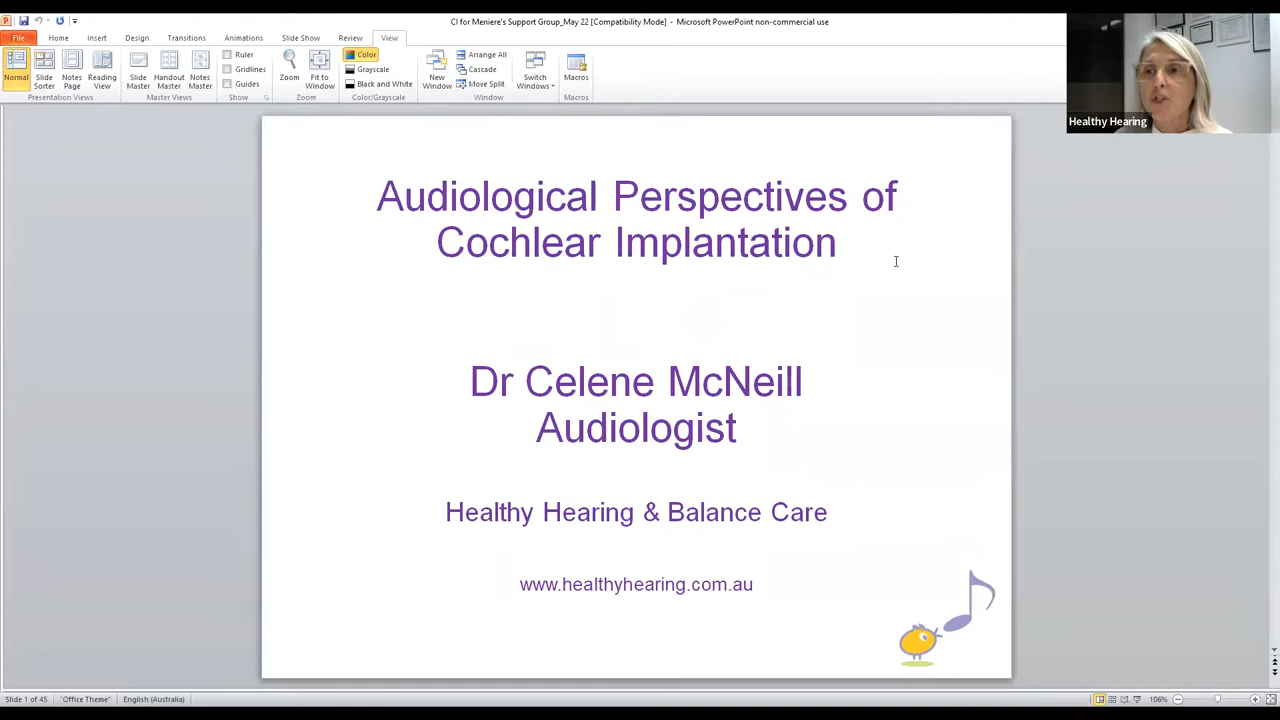 CI for Meniere's Support Group_May 22 [Compatibility Mode] - Microsoft PowerPoint non-commercial use
File Home Insert Design Transitions Animations Slide Show Review View
Normal Slide Sorter Notes Page Reading View
Presentation Views
Slide Master Handout Master Notes Master
Master Views
Ruler
Gridlines
Guides
Show
Zoom Fit to Window
Zoom
Color
Grayscale
Black and White
Color/Grayscale
New Window
Arrange All
Cascade
Move Split
Switch Windows
Window
Macros
Macros
Healthy Hearing
Audiological Perspectives of
Cochlear Implantation
Dr Celene McNeill
Audiologist
Healthy Hearing & Balance Care
www.healthyhearing.com.au
Slide 1 of 45 "Office Theme" English (Australia) 106%